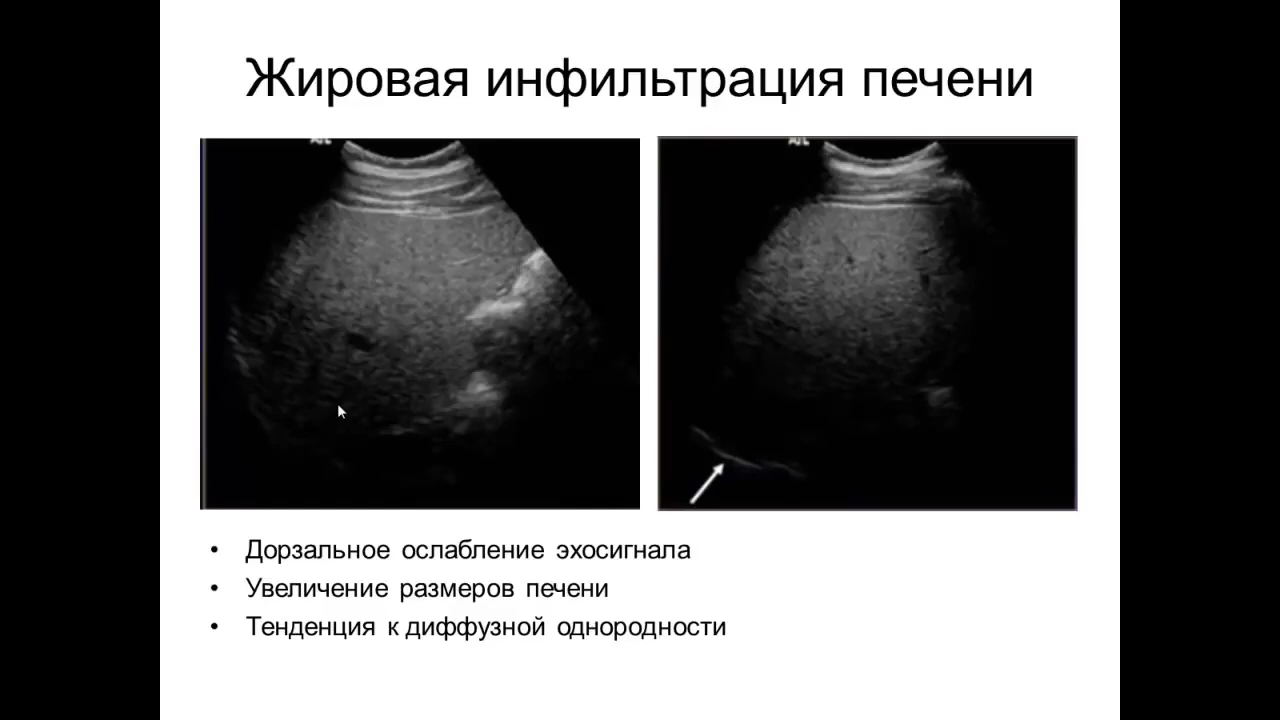 Жировая инфильтрация печени
• Дорзальное ослабление эхосигнала
• Увеличение размеров печени
• Тенденция к диффузной однородности